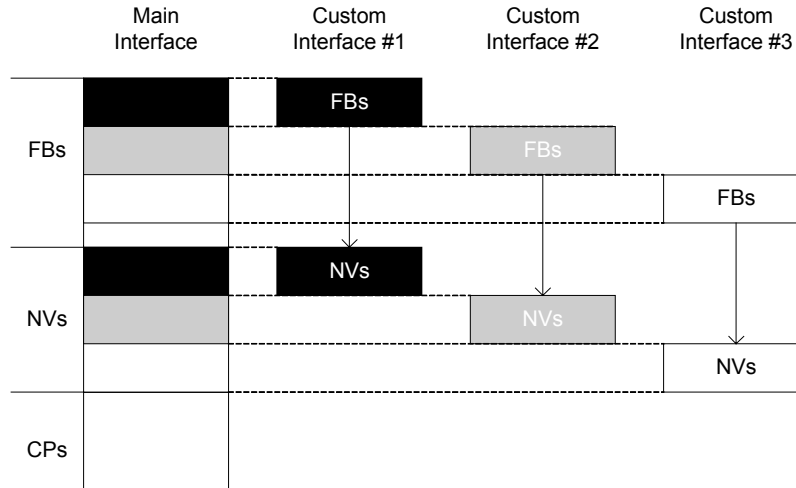 Main Interface
Custom Interface #1
Custom Interface #2
Custom Interface #3
FBs
FBs
FBs
FBs
NVs
NVs
NVs
NVs
CPs